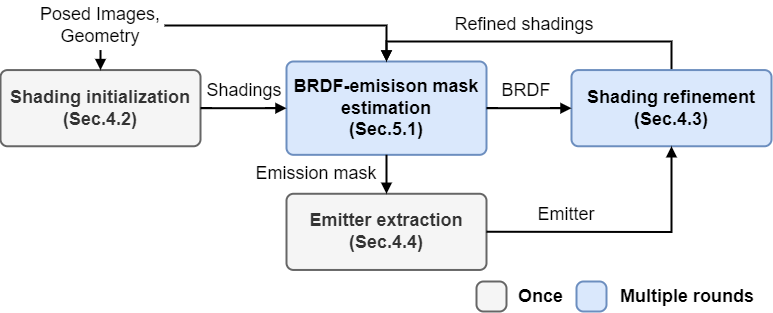 Posed Images,
Geometry
Refined shadings
Shading initialization
(Sec.4.2)
Shadings
BRDF-emisison mask
estimation
(Sec.5.1)
BRDF
Shading refinement
(Sec.4.3)
Emission mask
Emitter extraction
(Sec.4.4)
Emitter
Once
Multiple rounds